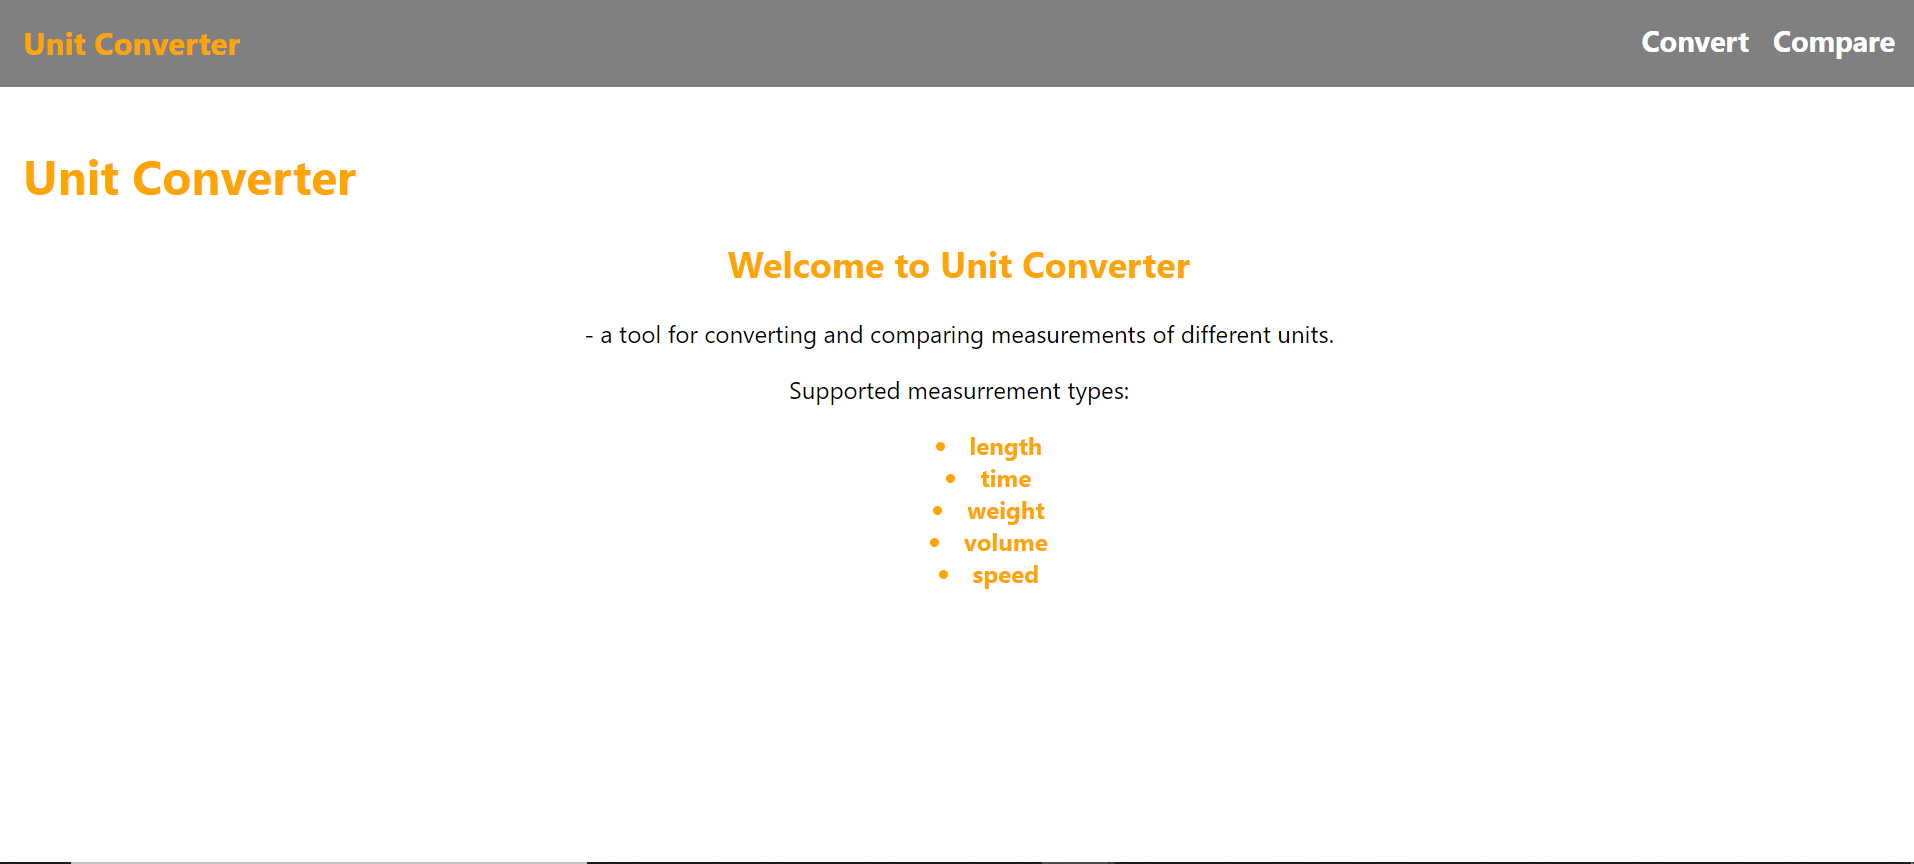 Unit Converter
Convert Compare
Unit Converter
Welcome to Unit Converter
- a tool for converting and comparing measurements of different units.
Supported measurrement types:
• length
• time
• weight
• volume
• speed